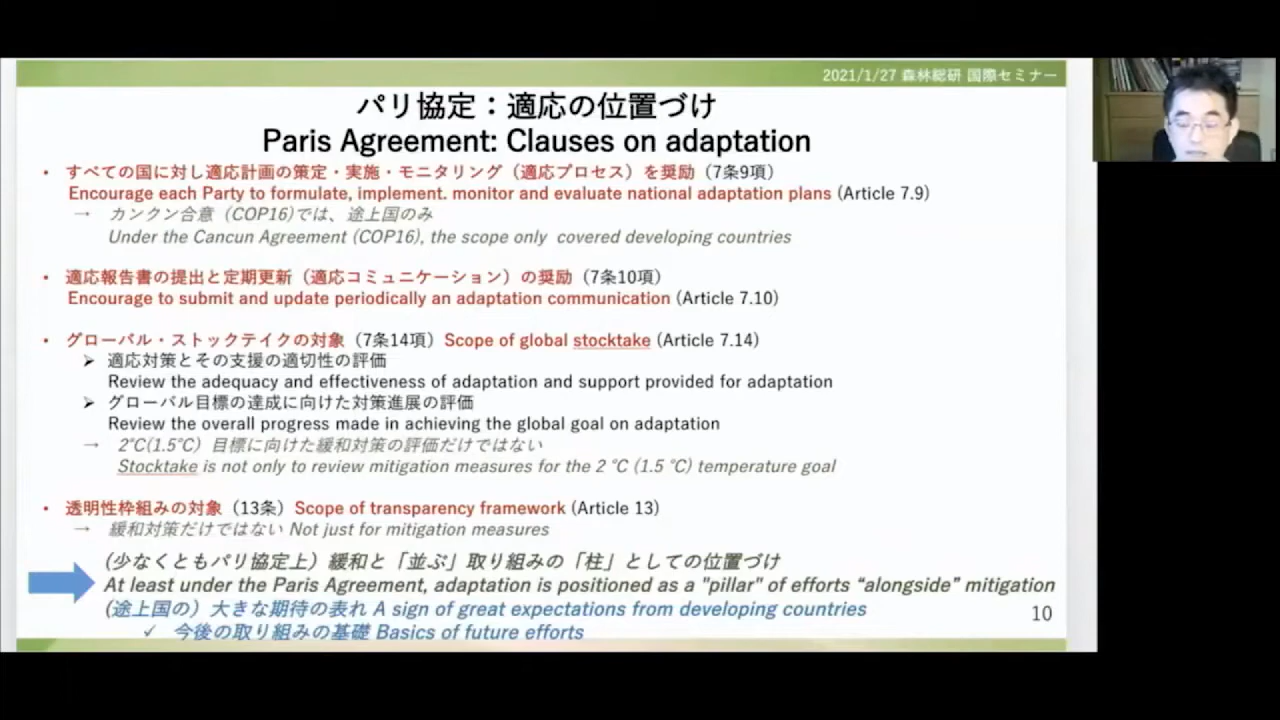 2021/1/27 森林総研 国際セミナー
パリ協定：適応の位置づけ
Paris Agreement: Clauses on adaptation
• すべての国に対し適応計画の策定・実施・モニタリング（適応プロセス）を奨励（7条9項）
Encourage each Party to formulate, implement. monitor and evaluate national adaptation plans (Article 7.9)
→ カンクン合意（COP16)では、途上国のみ
Under the Cancun Agreement (COP16), the scope only covered developing countries
• 適応報告書の提出と定期更新（適応コミュニケーション）の奨励（7条10項）
Encourage to submit and update periodically an adaptation communication (Article 7.10)
• グローバル・ストックテイクの対象（7条14項）Scope of global stocktake (Article 7.14)
➢ 適応対策とその支援の適切性の評価
Review the adequacy and effectiveness of adaptation and support provided for adaptation
➢ グローバル目標の達成に向けた対策進展の評価
Review the overall progress made in achieving the global goal on adaptation
→ 2℃(1.5℃）目標に向けた緩和対策の評価だけではない
Stocktake is not only to review mitigation measures for the 2 ℃ (1.5 ℃) temperature goal
• 透明性枠組みの対象（13条）Scope of transparency framework (Article 13)
→ 緩和対策だけではない Not just for mitigation measures
(少なくともパリ協定上）緩和と「並ぶ」取り組みの「柱」としての位置づけ
At least under the Paris Agreement, adaptation is positioned as a "pillar" of efforts “alongside” mitigation
(途上国の）大きな期待の表れ A sign of great expectations from developing countries
10
✓ 今後の取り組みの基礎 Basics of future efforts